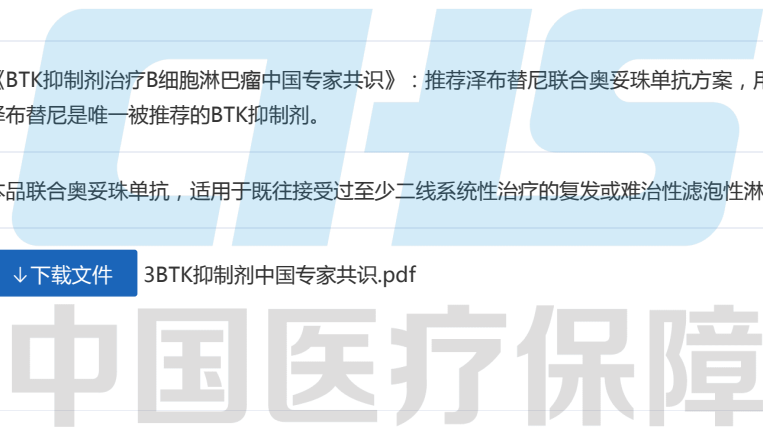 《BTK抑制剂治疗B细胞淋巴瘤中国专家共识》：推荐泽布替尼联合奥妥珠单抗方案，用
泽布替尼是唯一被推荐的BTK抑制剂。
本品联合奥妥珠单抗，适用于既往接受过至少二线系统性治疗的复发或难治性滤泡性淋
↓下载文件 3BTK抑制剂中国专家共识.pdf
CHS
中国医疗保障